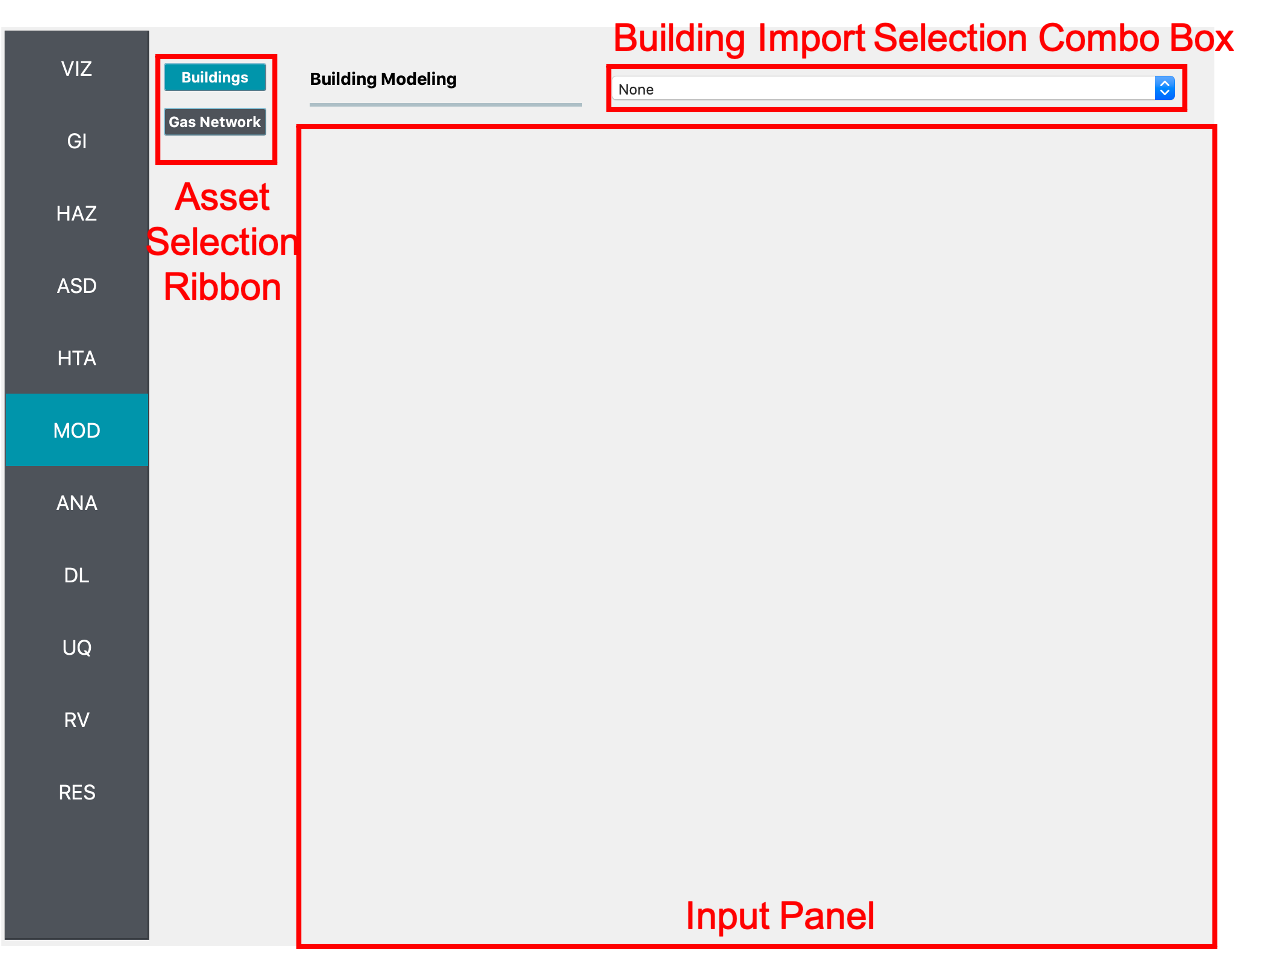 VIZ
GI
HAZ
ASD
HTA
MOD
ANA
DL
UQ
RV
RES
Buildings
Gas Network
Asset
Selection
Ribbon
Building Modeling
Building Import Selection Combo Box
None
Input Panel